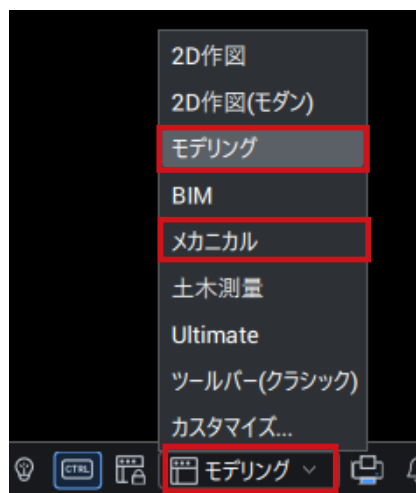 2D作図
2D作図(モダン)
モデリング
BIM
メカニカル
土木測量
Ultimate
ツールバー(クラシック)
カスタマイズ...
CTRL
モデリング